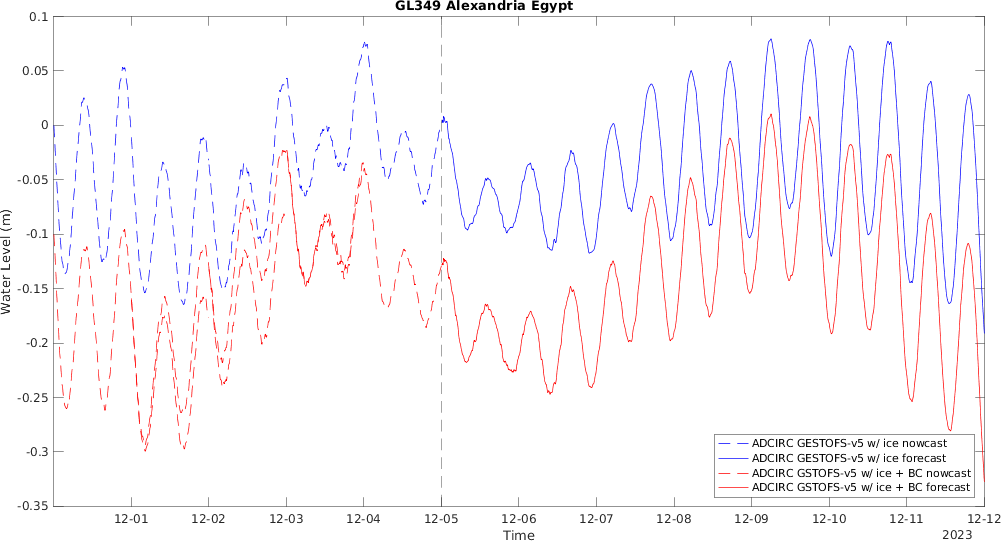 GL349 Alexandria Egypt
0.1
0.05
0
-0.05
-0.1
-0.15
-0.2
-0.25
-0.3
-0.35
Water Level (m)
12-01 12-02 12-03 12-04 12-05 12-06 12-07 12-08 12-09 12-10 12-11 12-12
Time
2023
ADCIRC GESTOFS-v5 w/ ice nowcast
ADCIRC GESTOFS-v5 w/ ice forecast
ADCIRC GSTOFS-v5 w/ ice + BC nowcast
ADCIRC GSTOFS-v5 w/ ice + BC forecast